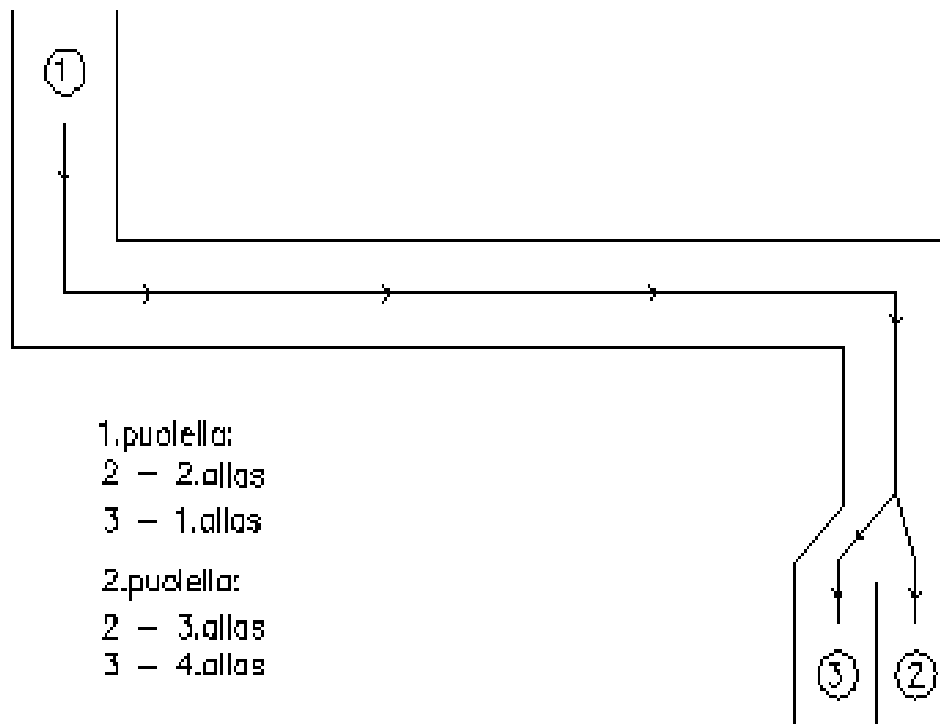 1
1.puolella:
2 – 2.allas
3 – 1.allas
2.puolella:
2 – 3.allas
3 – 4.allas
3 2